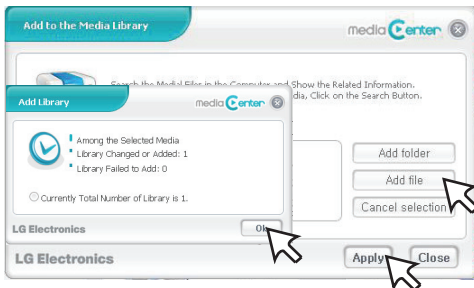 Add to the Media Library
media Center
Search the Medial Files in the Computer and Show the Related Information.
dia, Click on the Search Button.
Add Library
media Center
Among the Selected Media
Library Changed or Added: 1
Library Failed to Add: 0
Currently Total Number of Library is 1.
LG Electronics
Ok
Add folder
Add file
Cancel selection
LG Electronics
Apply
Close